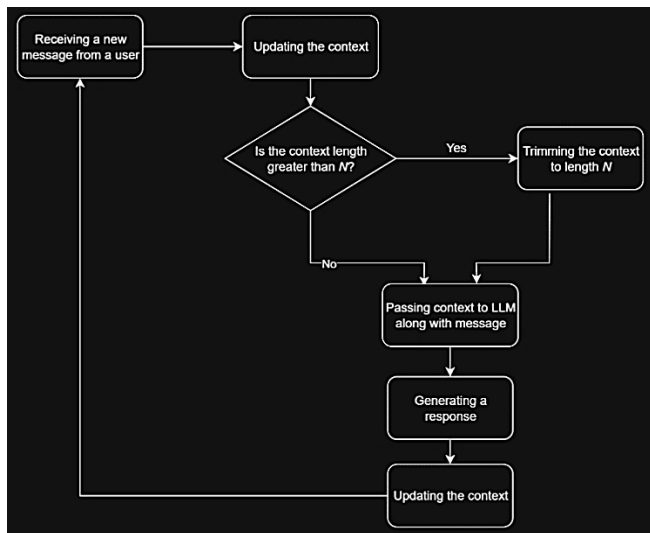 Receiving a new
message from a user
Updating the context
Is the context length
greater than N?
Yes
Trimming the context
to length N
No
Passing context to LLM
along with message
Generating a
response
Updating the context